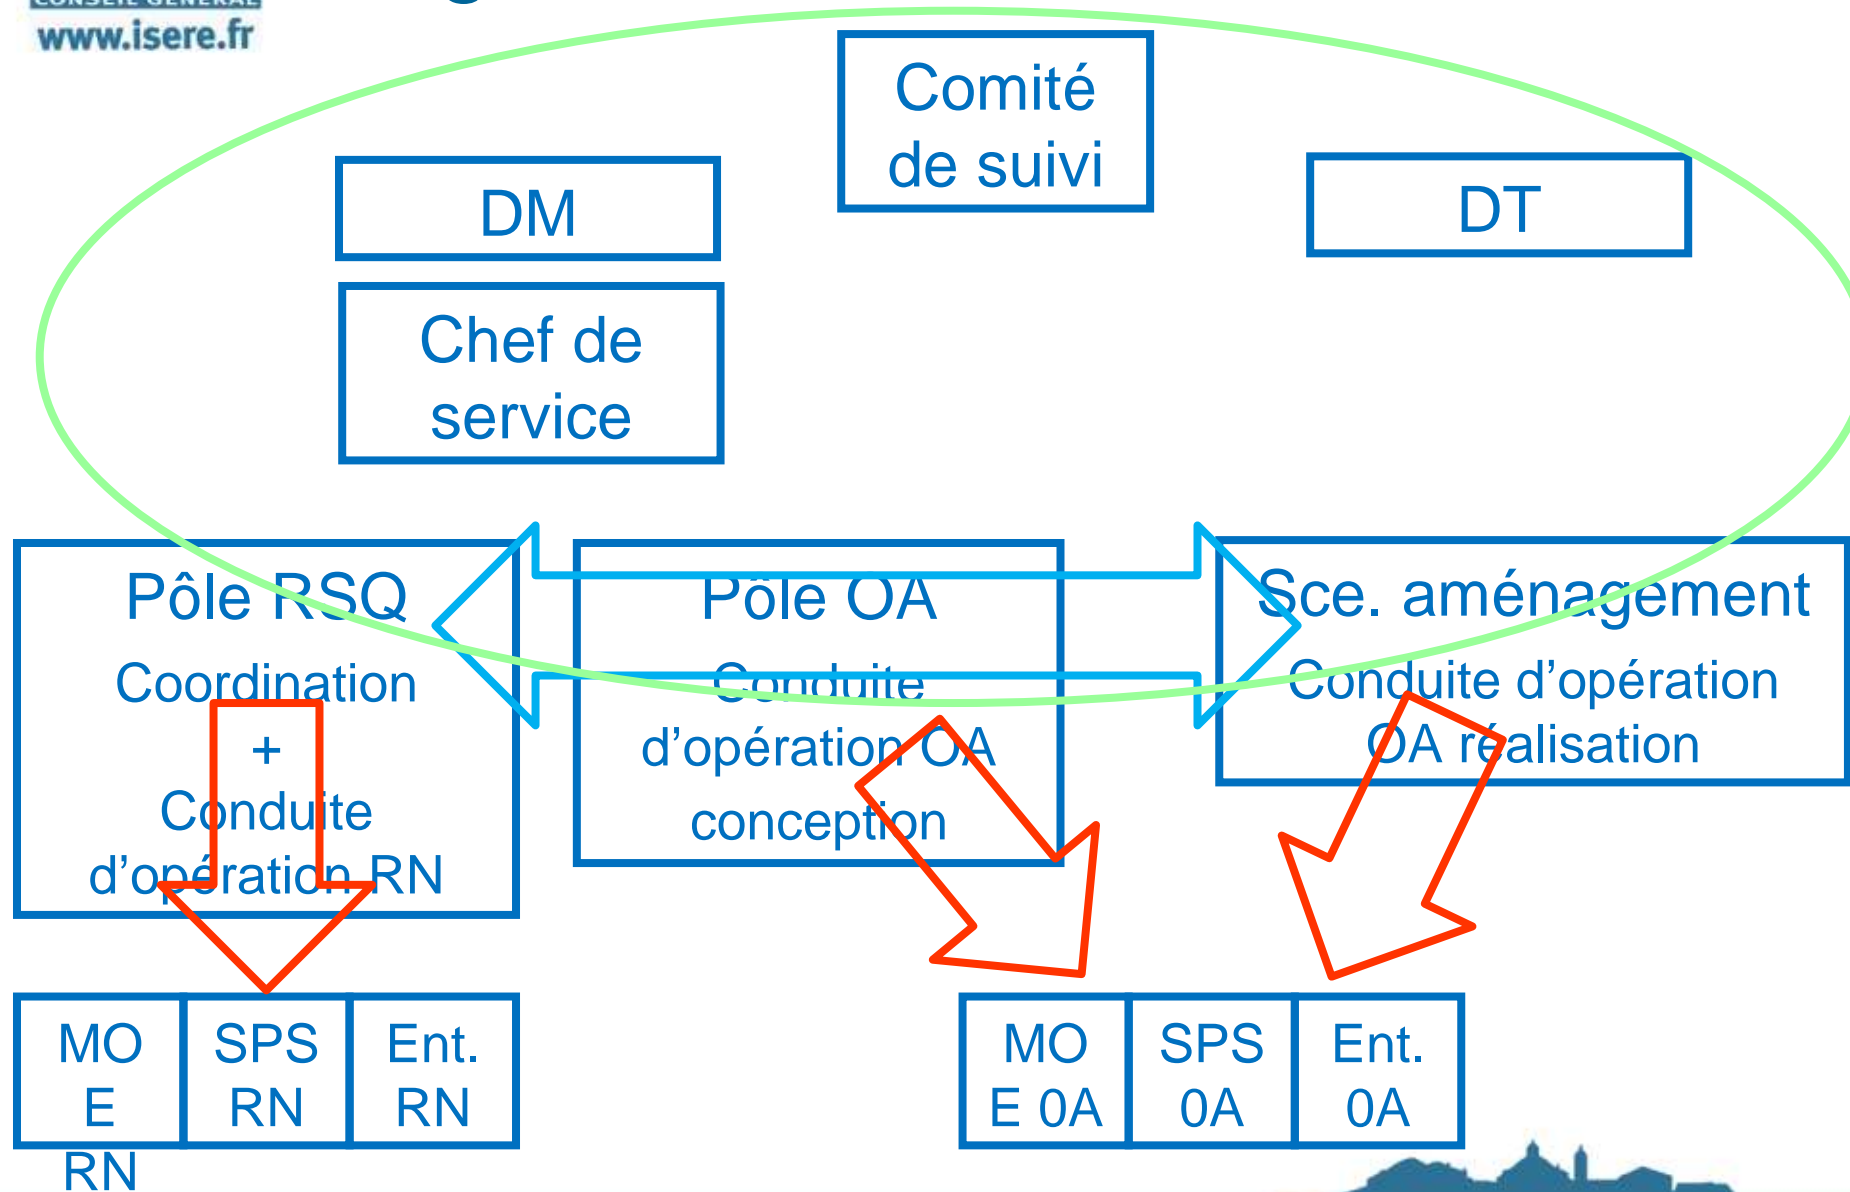 CONSEIL GENERAL
www.isere.fr
Comité
de suivi
DM
DT
Chef de
service
Pôle RSQ
Coordination
+
Conduite
d’opération RN
Pôle OA
Conduite
d’opération OA
conception
Sce. aménagement
Conduite d’opération
OA réalisation
MO
E
RN
SPS
RN
Ent.
RN
MO
E 0A
SPS
0A
Ent.
0A